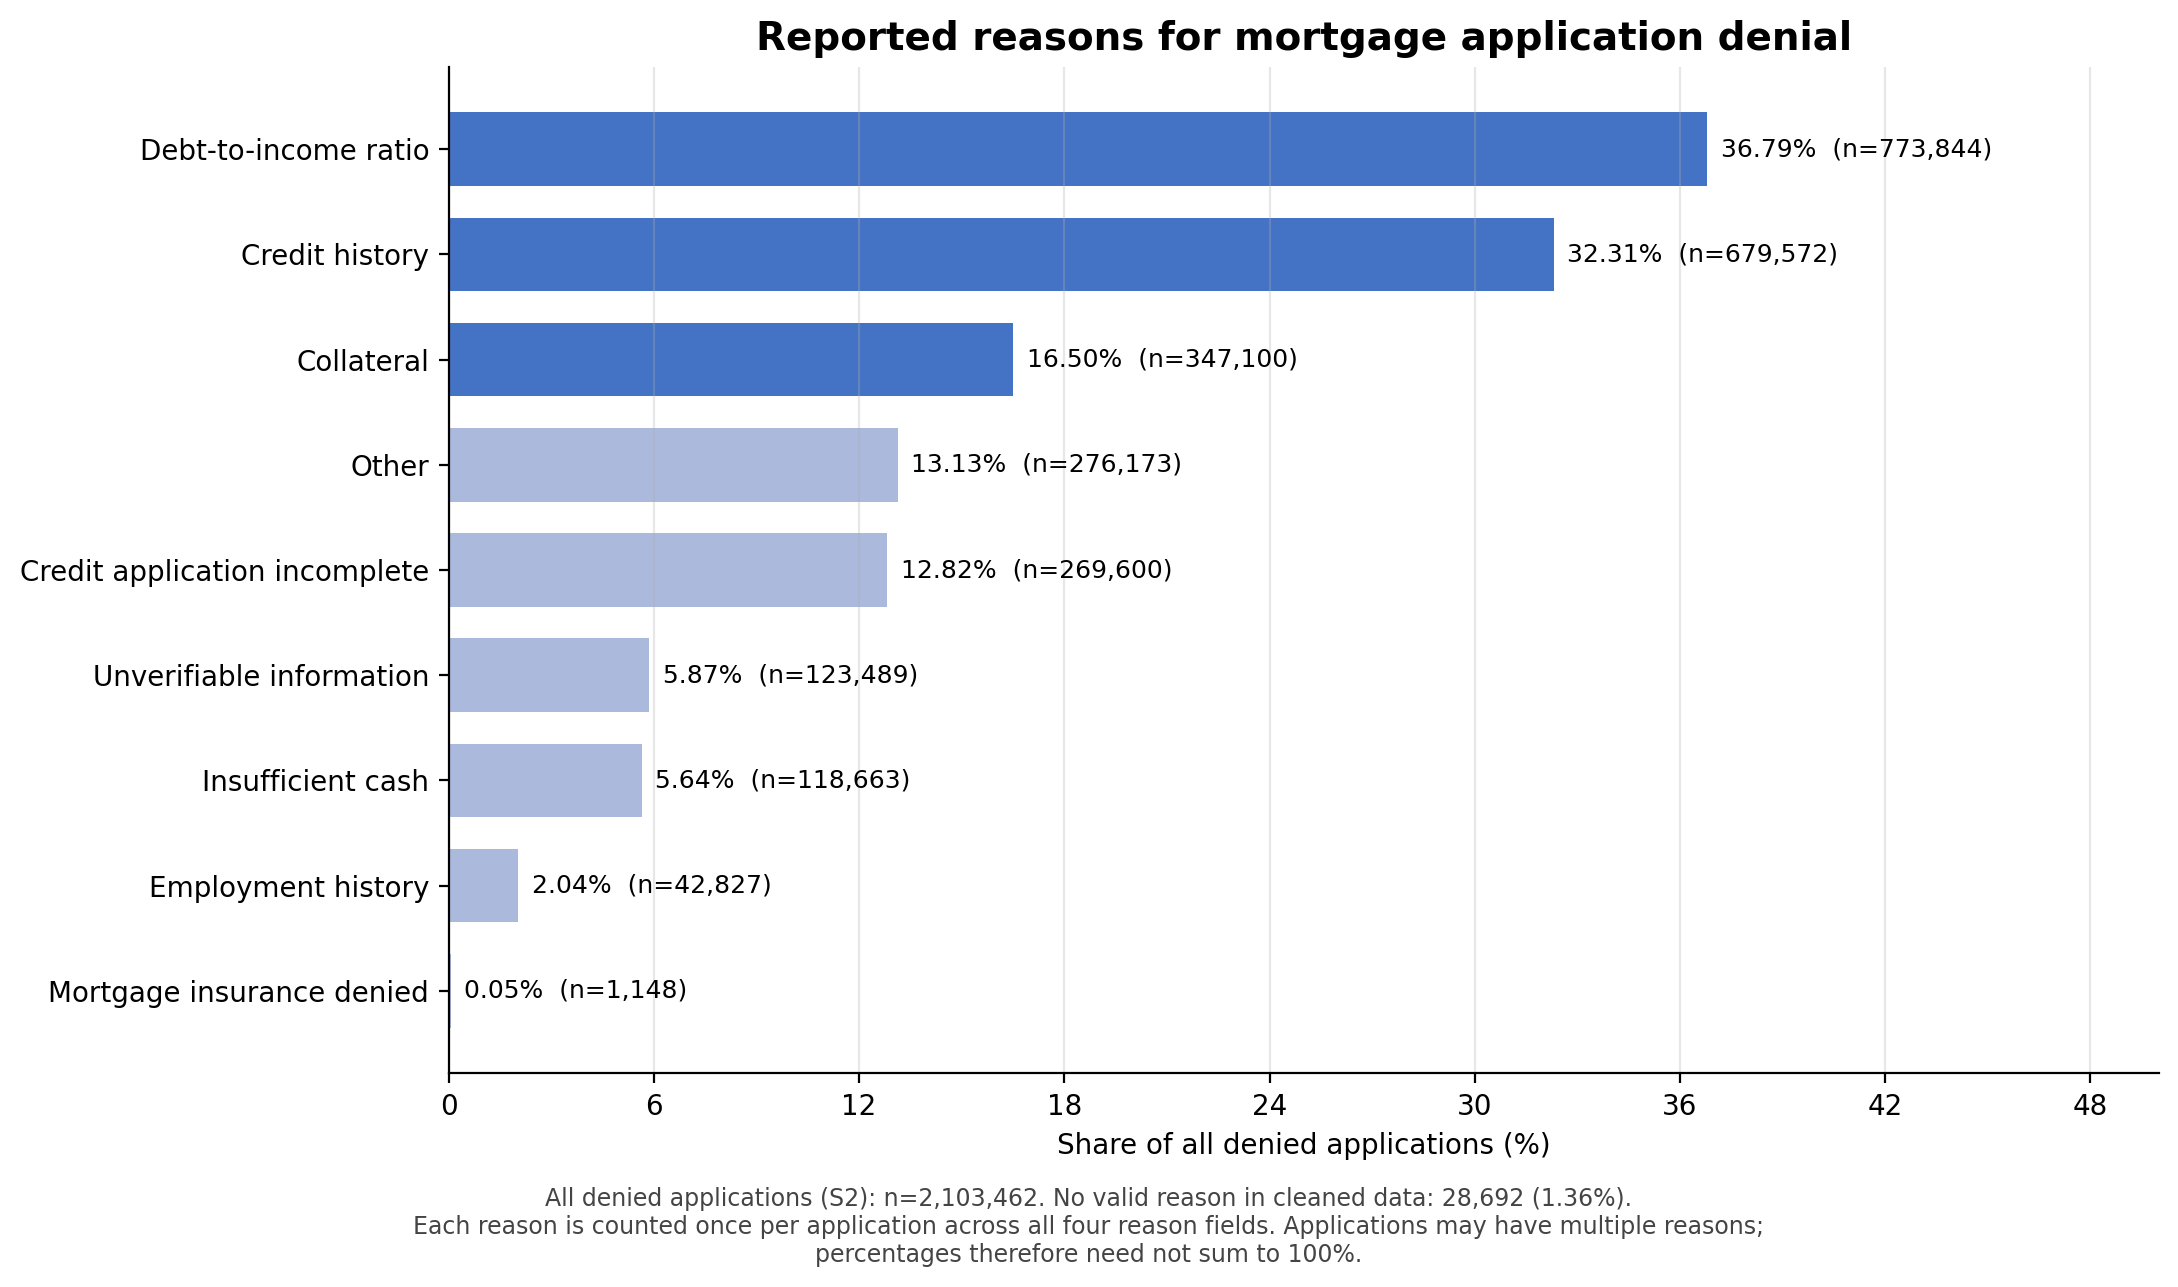 Reported reasons for mortgage application denial
Debt-to-income ratio
36.79% (n=773,844)
Credit history
32.31% (n=679,572)
Collateral
16.50% (n=347,100)
Other
13.13% (n=276,173)
Credit application incomplete
12.82% (n=269,600)
Unverifiable information
5.87% (n=123,489)
Insufficient cash
5.64% (n=118,663)
Employment history
2.04% (n=42,827)
Mortgage insurance denied
0.05% (n=1,148)
0 6 12 18 24 30 36 42 48
Share of all denied applications (%)
All denied applications (S2): n=2,103,462. No valid reason in cleaned data: 28,692 (1.36%).
Each reason is counted once per application across all four reason fields. Applications may have multiple reasons;
percentages therefore need not sum to 100%.